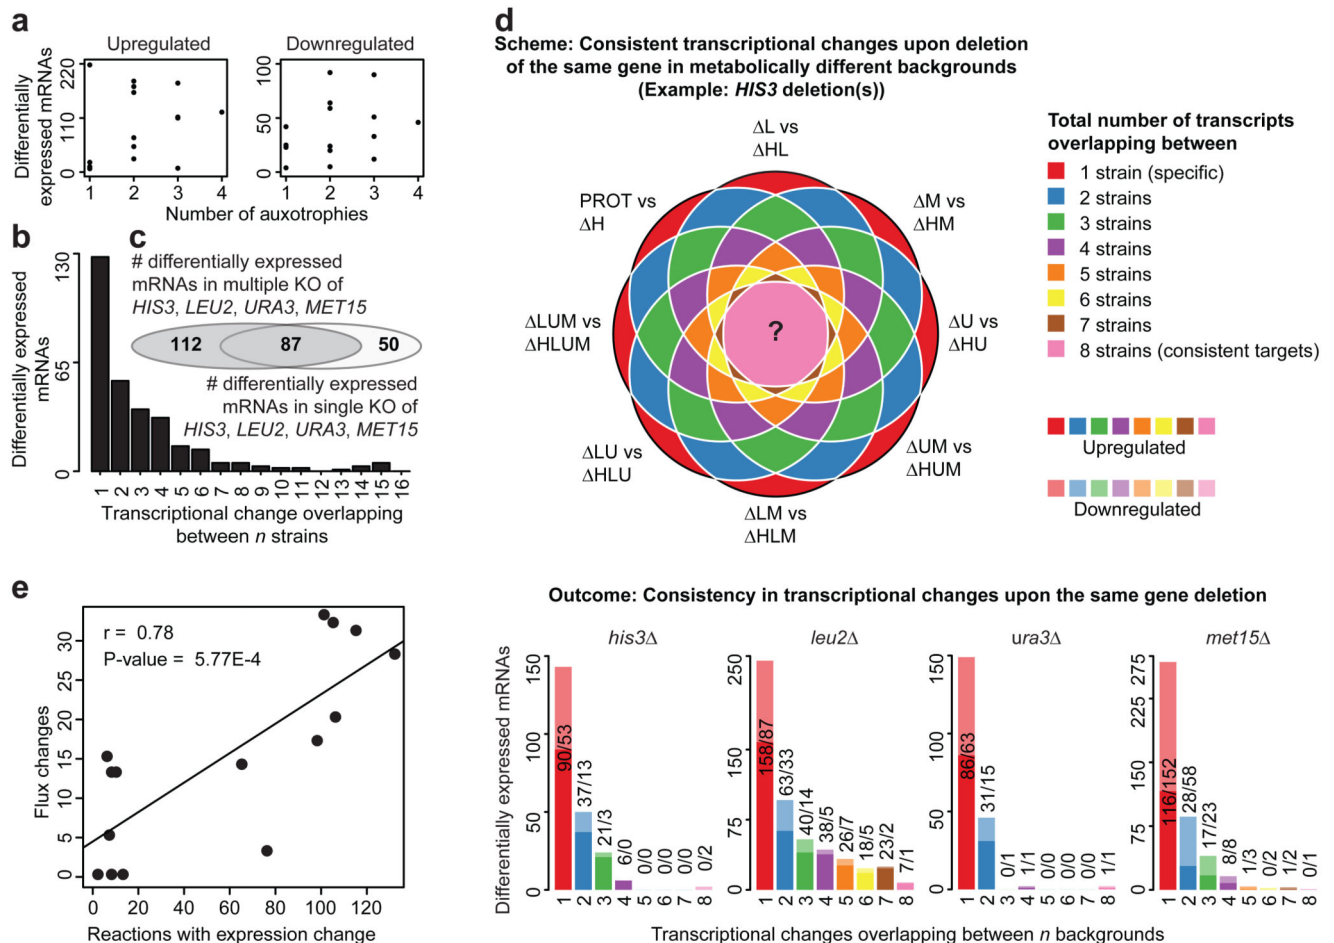 a
Upregulated
Downregulated
Differentially
expressed mRNAs
220
110
0
1 2 3 4
100
50
0
1 2 3 4
Number of auxotrophies
b
Differentially expressed
mRNAs
130
65
0
1 2 3 4 5 6 7 8 9 10 11 12 13 14 15 16
Transcriptional change overlapping
between n strains
c
# differentially expressed
mRNAs in multiple KO of
HIS3, LEU2, URA3, MET15
112 87 50
# differentially expressed
mRNAs in single KO of
HIS3, LEU2, URA3, MET15
d
Scheme: Consistent transcriptional changes upon deletion
of the same gene in metabolically different backgrounds
(Example: HIS3 deletion(s))
ΔL vs
ΔHL
PROT vs
ΔH
ΔM vs
ΔHM
ΔLUM vs
ΔHLUM
?
ΔU vs
ΔHU
ΔLU vs
ΔHLU
ΔUM vs
ΔHUM
ΔLM vs
ΔHLM
Total number of transcripts
overlapping between
1 strain (specific)
2 strains
3 strains
4 strains
5 strains
6 strains
7 strains
8 strains (consistent targets)
Upregulated
Downregulated
Outcome: Consistency in transcriptional changes upon the same gene deletion
Differentially expressed mRNAs
his3Δ
150
100
50
0
90/53
37/13
21/3
6/0
0/0
0/0
0/0
0/2
1 2 3 4 5 6 7 8
leu2Δ
250
150
75
0
158/87
63/33
40/14
38/5
26/7
18/5
23/2
7/1
1 2 3 4 5 6 7 8
ura3Δ
150
100
50
0
86/63
31/15
0/1
1/1
0/0
0/0
0/0
1/1
1 2 3 4 5 6 7 8
met15Δ
275
225
150
75
0
116/152
28/58
17/23
8/8
1/3
0/2
1/2
0/1
1 2 3 4 5 6 7 8
Transcriptional changes overlapping between n backgrounds
e
r = 0.78
P-value = 5.77E-4
Flux changes
30
25
20
15
10
5
0
0 20 40 60 80 100 120
Reactions with expression change